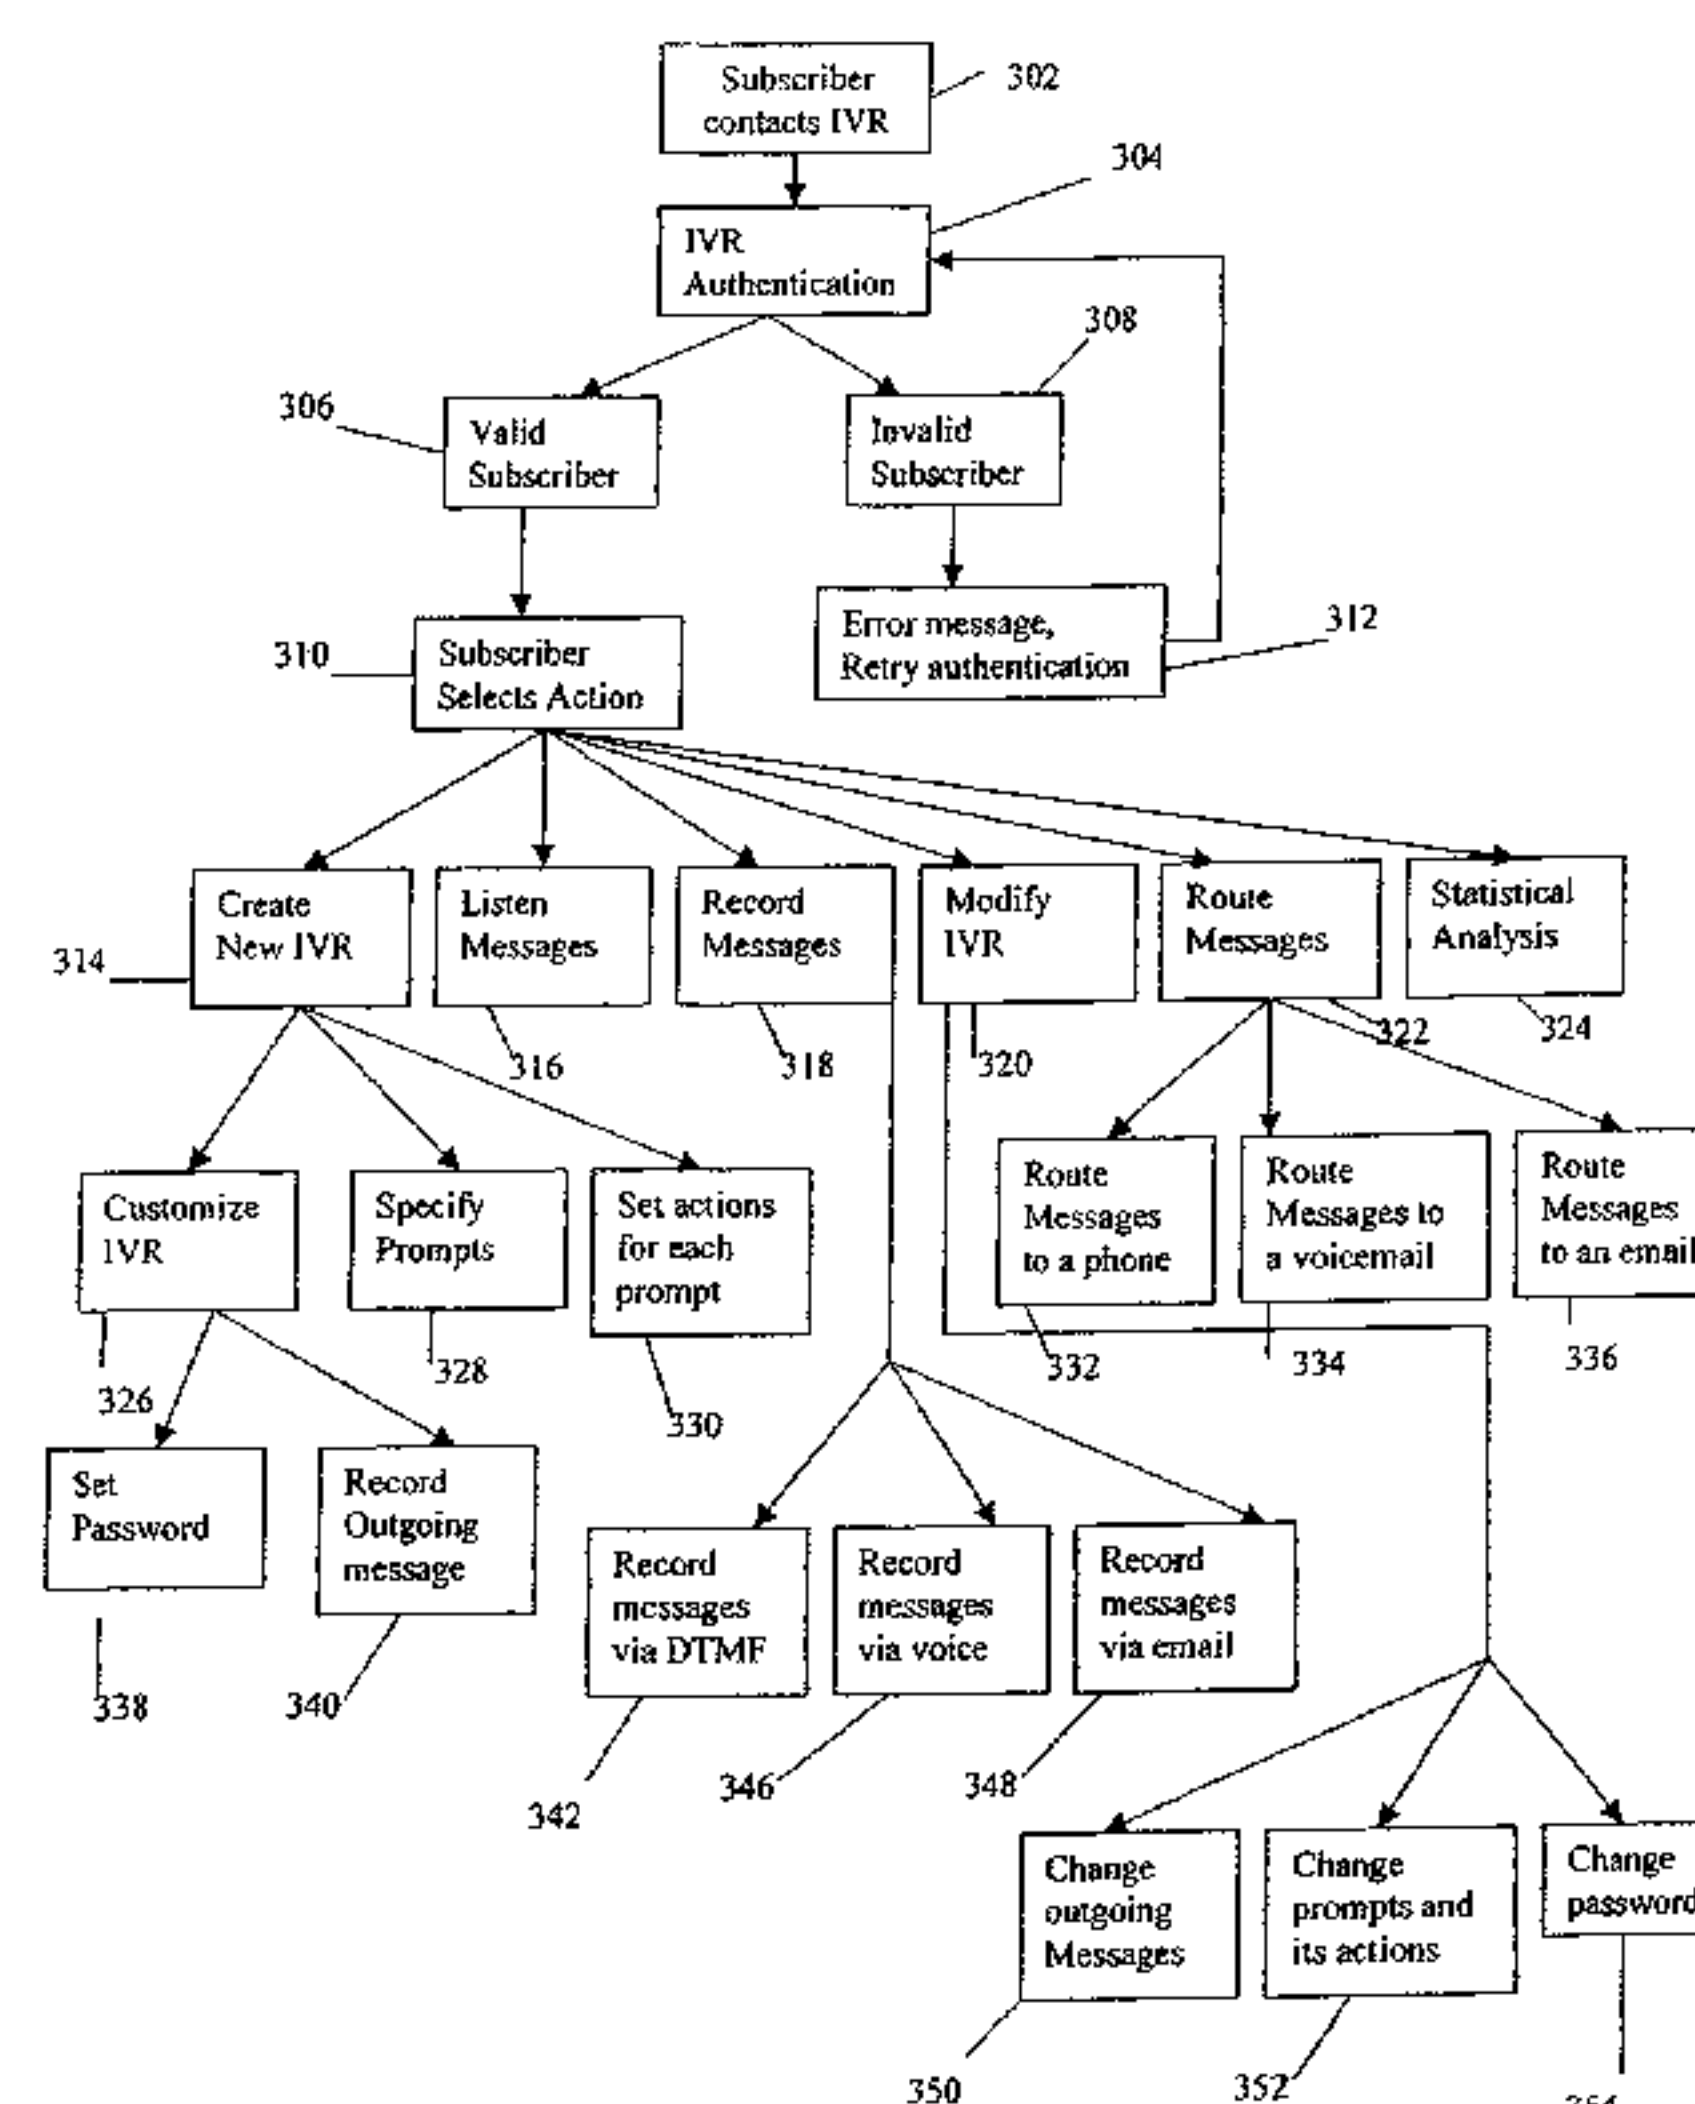 Subscriber
contacts IVR
302
304
IVR
Authentication
308
306
Valid
Subscriber
Invalid
Subscriber
310
Subscriber
Selects Action
Error message,
Retry authentication
312
314
Create
New IVR
Listen
Messages
Record
Messages
Modify
IVR
Route
Messages
Statistical
Analysis
316
318
320
322
324
Customize
IVR
Specify
Prompts
Set actions
for each
prompt
Route
Messages
to a phone
Route
Messages to
a voicemail
Route
Messages
to an email
326
328
330
332
334
336
Set
Password
Record
Outgoing
message
Record
messages
via DTMF
Record
messages
via voice
Record
messages
via email
338
340
342
346
348
Change
outgoing
Messages
Change
prompts and
its actions
Change
password
350
352